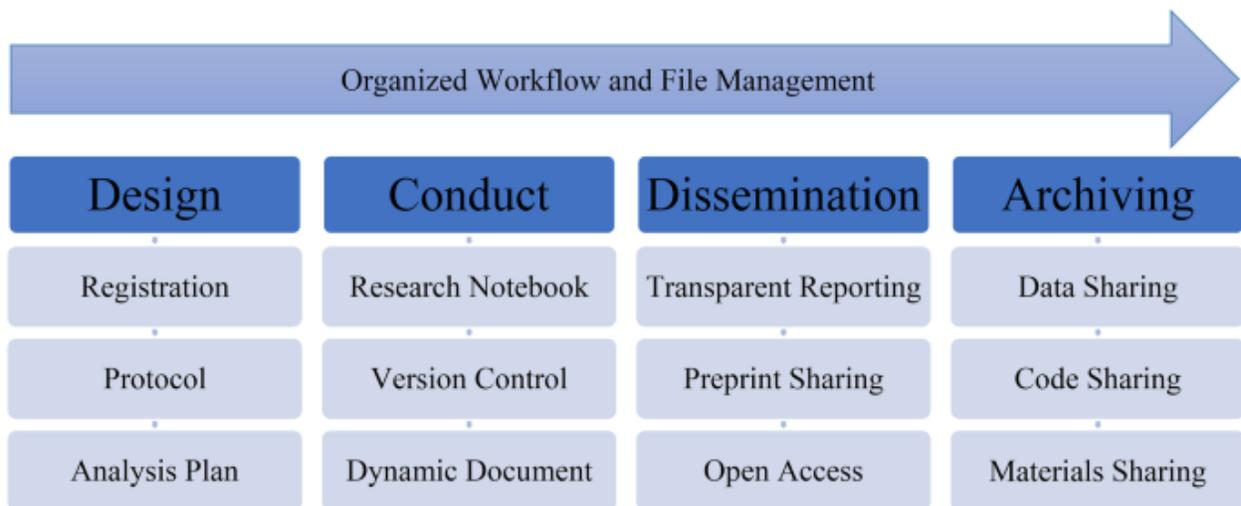 Organized Workflow and File Management
Design
Registration
Protocol
Analysis Plan
Conduct
Research Notebook
Version Control
Dynamic Document
Dissemination
Transparent Reporting
Preprint Sharing
Open Access
Archiving
Data Sharing
Code Sharing
Materials Sharing